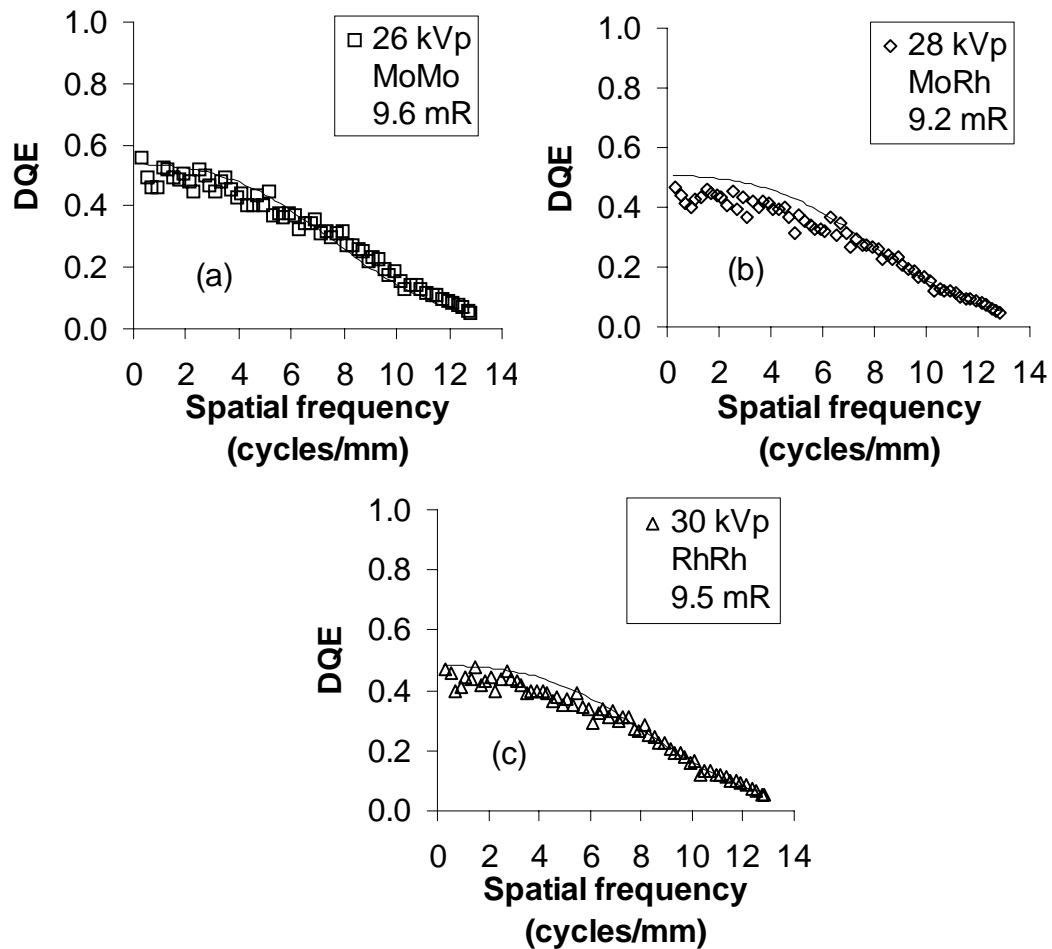 1.0
0.8
0.6
0.4
0.2
0.0
DQE
26 kVp
MoMo
9.6 mR
(a)
0 2 4 6 8 10 12 14
Spatial frequency
(cycles/mm)
1.0
0.8
0.6
0.4
0.2
0.0
DQE
28 kVp
MoRh
9.2 mR
(b)
0 2 4 6 8 10 12 14
Spatial frequency
(cycles/mm)
1.0
0.8
0.6
0.4
0.2
0.0
DQE
30 kVp
RhRh
9.5 mR
(c)
0 2 4 6 8 10 12 14
Spatial frequency
(cycles/mm)